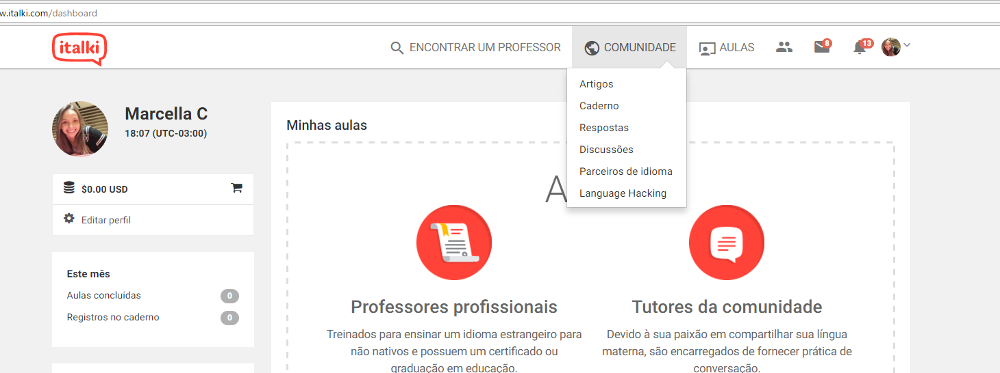 w.italki.com/dashboard
italki
ENCONTRAR UM PROFESSOR
COMUNIDADE
AULAS
8
13
Artigos
Caderno
Respostas
Discussões
Parceiros de idioma
Language Hacking
Marcella C
18:07 (UTC-03:00)
$0.00 USD
Editar perfil
Este mês
Aulas concluídas 0
Registros no caderno 0
Minhas aulas
A
Professores profissionais
Treinados para ensinar um idioma estrangeiro para
não nativos e possuem um certificado ou
graduação em educação.
Tutores da comunidade
Devido à sua paixão em compartilhar sua língua
materna, são encarregados de fornecer prática de
conversação.